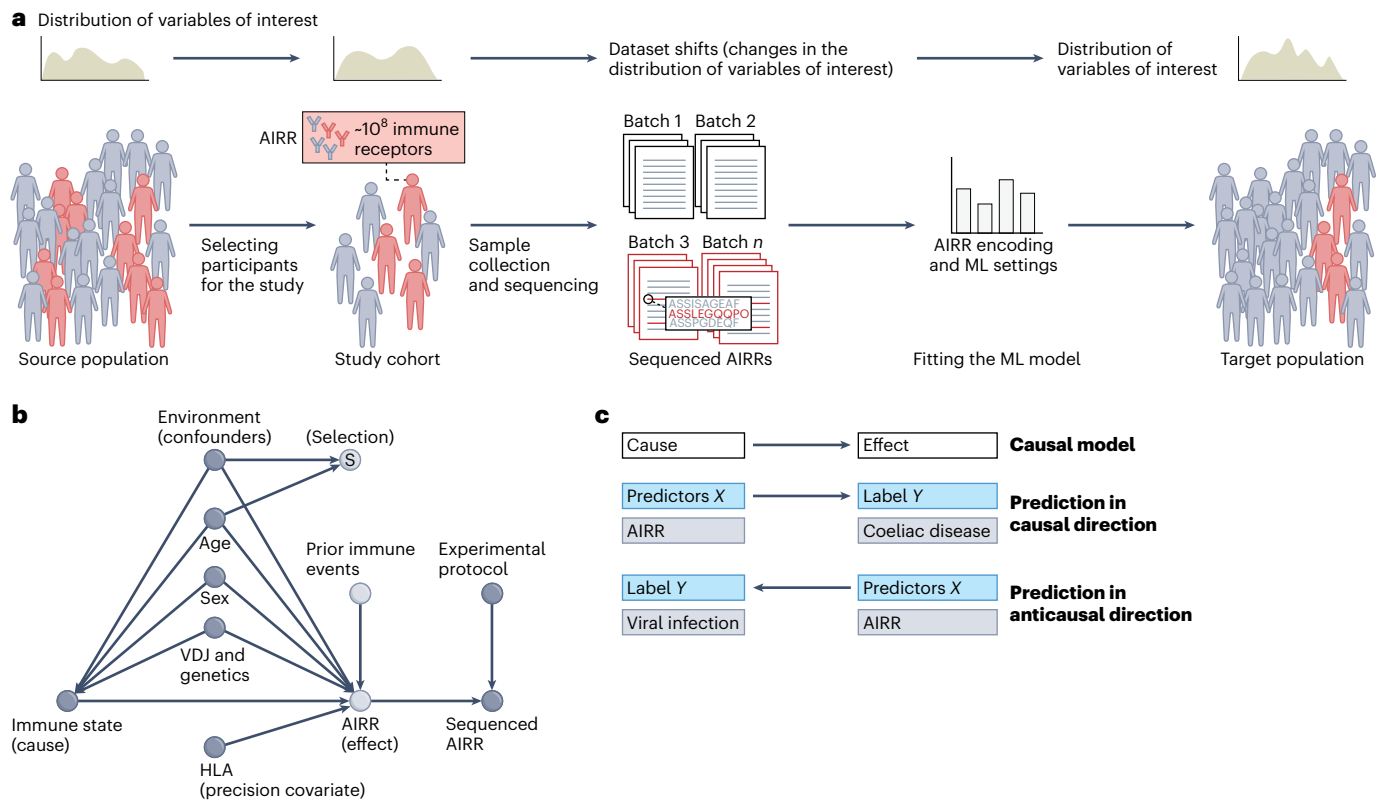 a Distribution of variables of interest
Dataset shifts (changes in the
distribution of variables of interest)
Distribution of
variables of interest
AIRR
~10⁸ immune
receptors
Batch 1 Batch 2
Batch 3 Batch n
ASSISAGEAF
ASSLEGQQPQ
ASSPGDEQF
Selecting
participants
for the study
Sample
collection
and sequencing
AIRR encoding
and ML settings
Source population
Study cohort
Sequenced AIRRs
Fitting the ML model
Target population
b
Environment
(confounders)
(Selection)
S
Age
Sex
VDJ and
genetics
Prior immune
events
Experimental
protocol
Immune state
(cause)
AIRR
(effect)
Sequenced
AIRR
HLA
(precision covariate)
c
Cause
Effect
Causal model
Predictors X
Label Y
AIRR
Coeliac disease
Prediction in
causal direction
Label Y
Predictors X
Viral infection
AIRR
Prediction in
anticausal direction